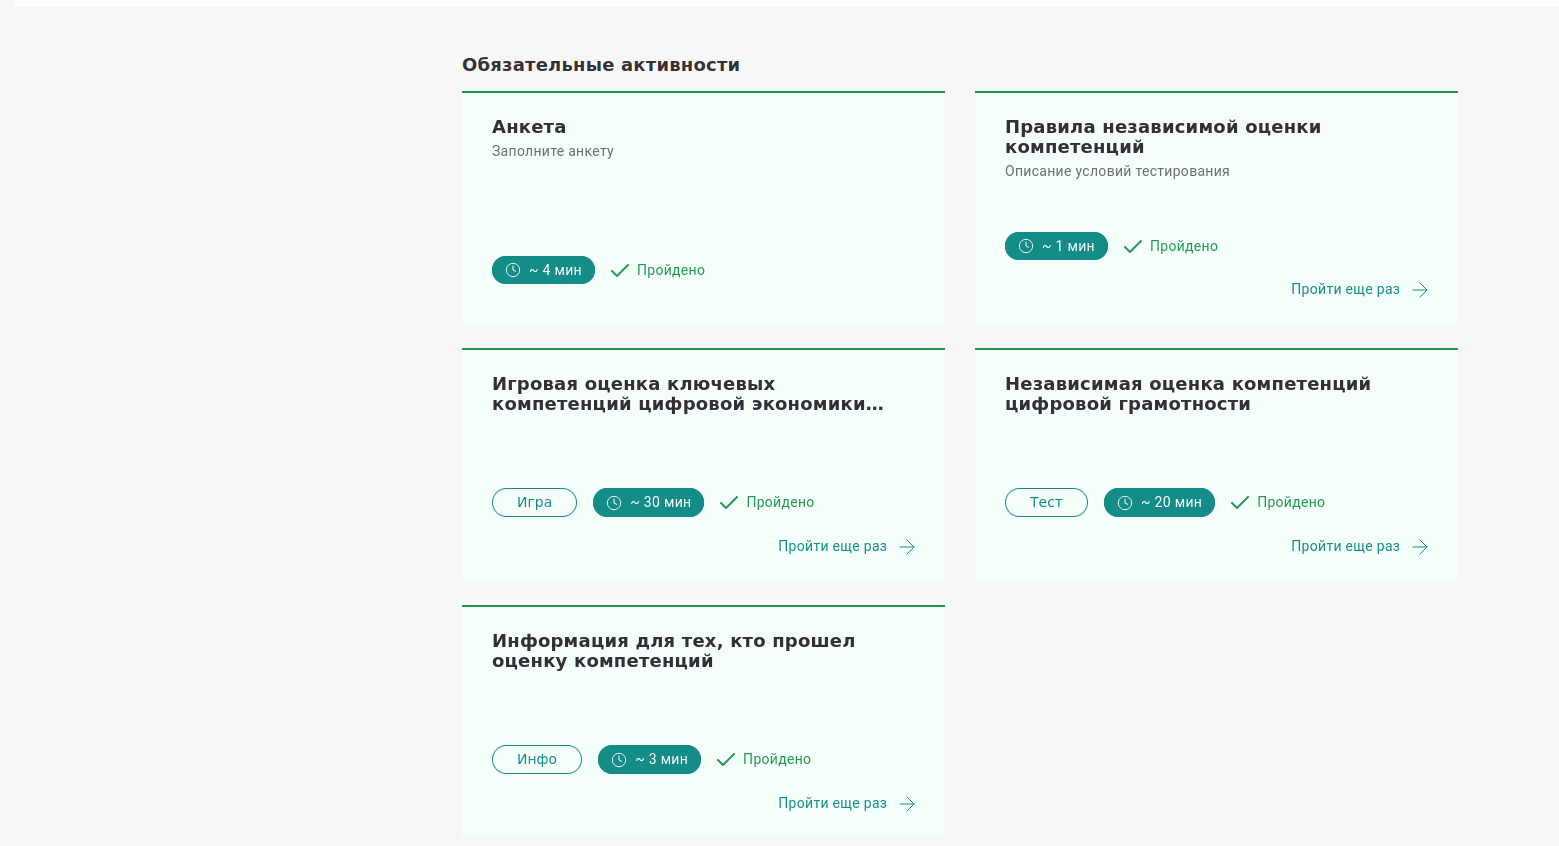 Обязательные активности
Анкета
Заполните анкету
~ 4 мин
Пройдено
Правила независимой оценки
компетенций
Описание условий тестирования
~ 1 мин
Пройдено
Пройти еще раз
Игровая оценка ключевых
компетенций цифровой экономики...
Игра
~ 30 мин
Пройдено
Пройти еще раз
Независимая оценка компетенций
цифровой грамотности
Тест
~ 20 мин
Пройдено
Пройти еще раз
Информация для тех, кто прошел
оценку компетенций
Инфо
~ 3 мин
Пройдено
Пройти еще раз